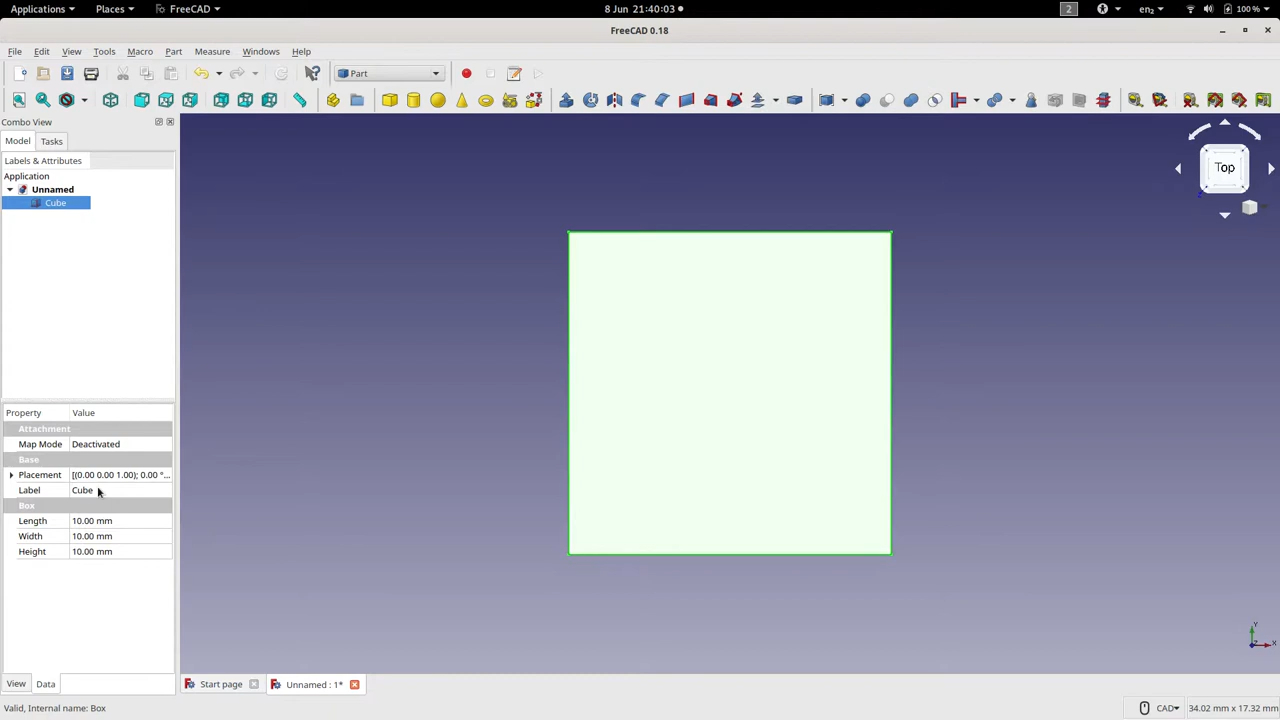 Applications Places FreeCAD 8 Jun 21:40:03 2 en₂ 100 %
FreeCAD 0.18
File Edit View Tools Macro Part Measure Windows Help
Part
Combo View
Model Tasks
Labels & Attributes
Application
Unnamed
Cube
Top
Property Value
Attachment
Map Mode Deactivated
Base
Placement [(0.00 0.00 1.00); 0.00 °...
Label Cube
Box
Length 10.00 mm
Width 10.00 mm
Height 10.00 mm
Y
Z X
View Data Start page Unnamed : 1*
Valid, Internal name: Box CAD 34.02 mm x 17.32 mm